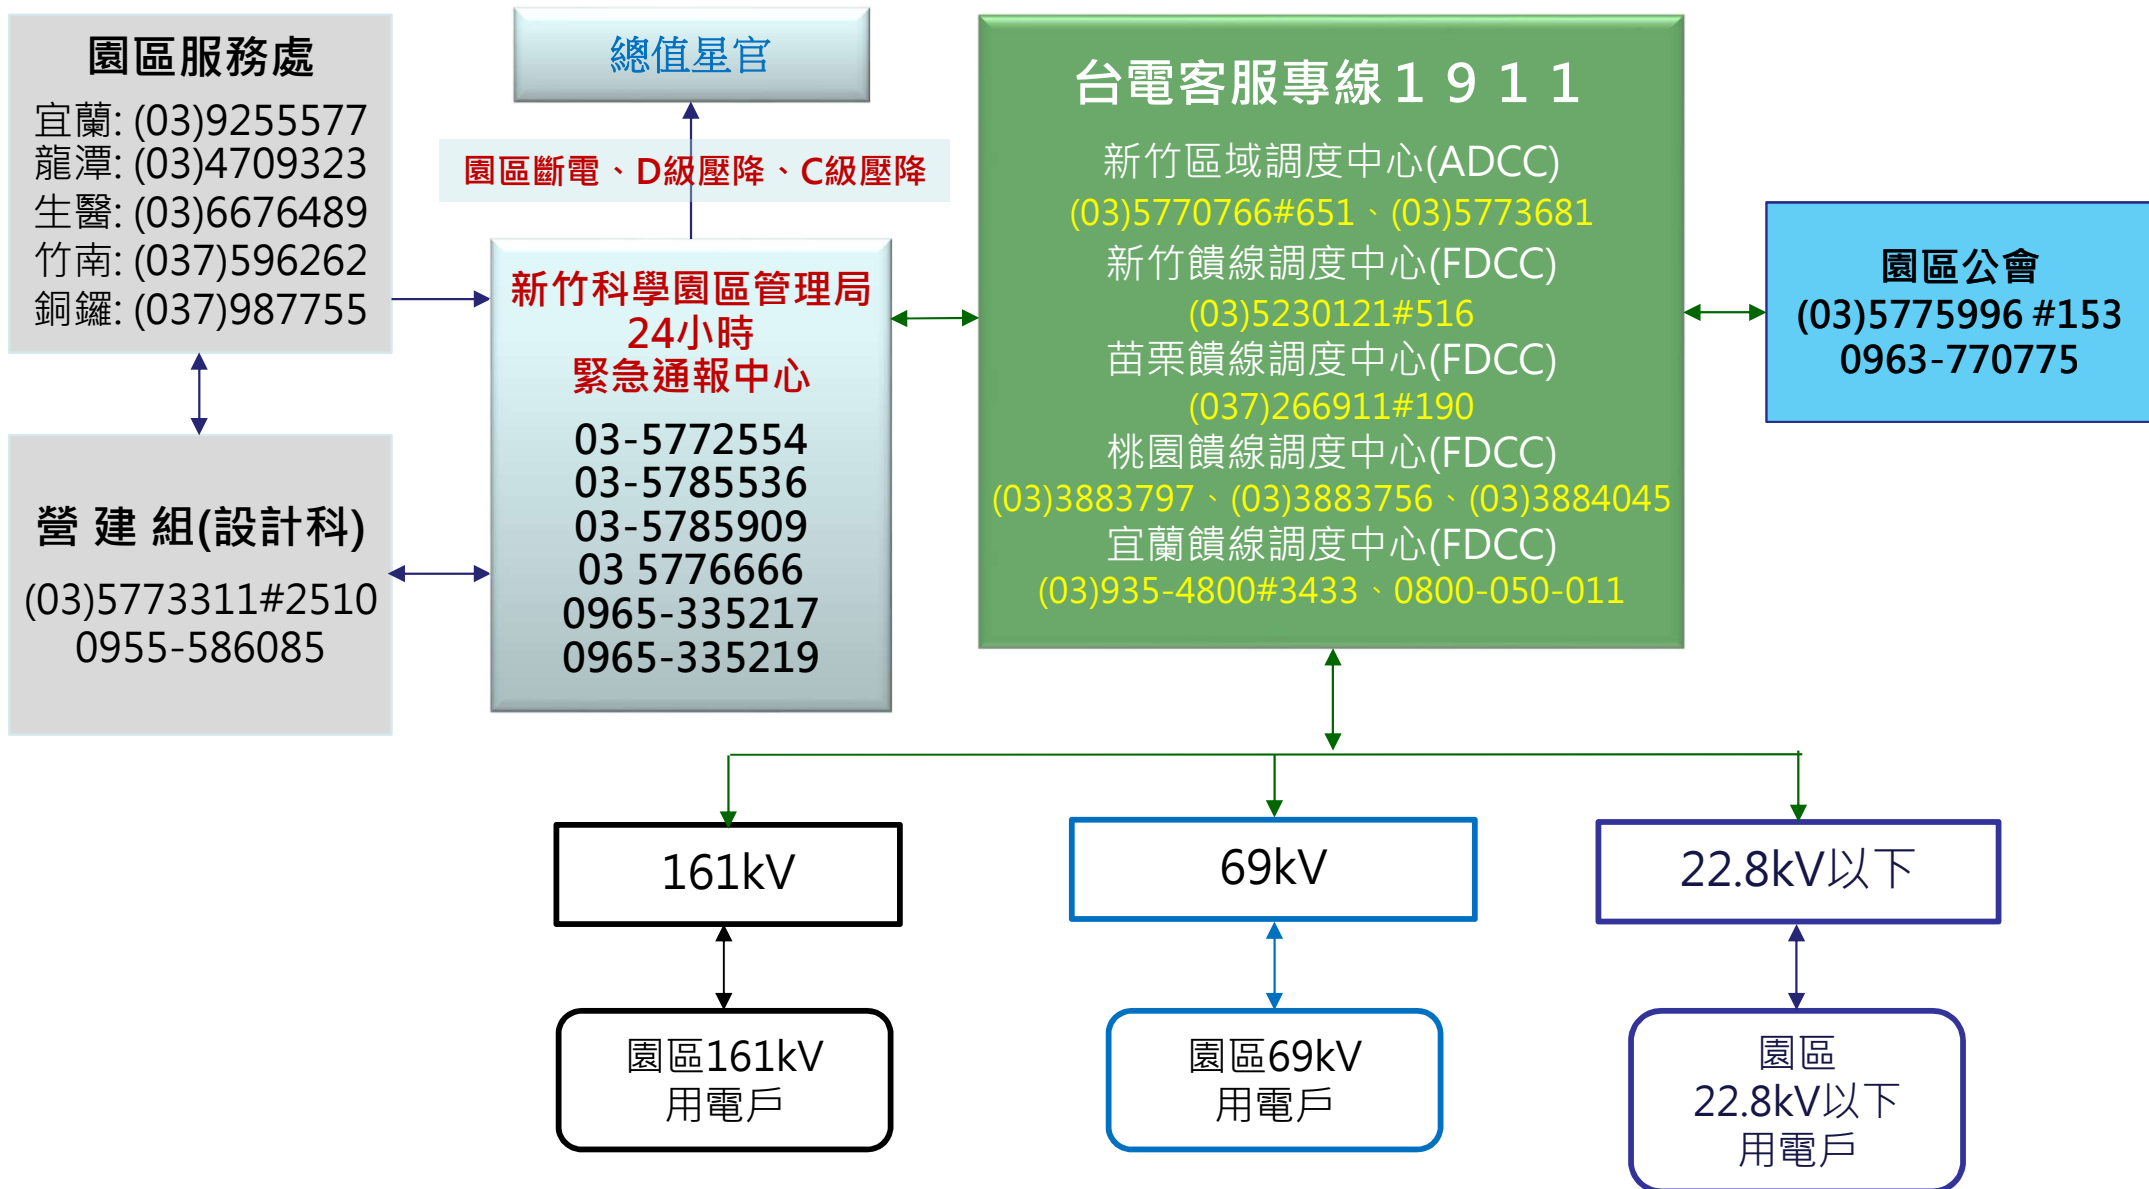 園區服務處
宜蘭: (03)9255577
龍潭: (03)4709323
生醫: (03)6676489
竹南: (037)596262
銅鑼: (037)987755
總值星官
園區斷電、D級壓降、C級壓降
新竹科學園區管理局
24小時
緊急通報中心
03-5772554
03-5785536
03-5785909
03 5776666
0965-335217
0965-335219
營 建 組(設計科)
(03)5773311#2510
0955-586085
台電客服專線1911
新竹區域調度中心(ADCC)
(03)5770766#651、(03)5773681
新竹饋線調度中心(FDCC)
(03)5230121#516
苗栗饋線調度中心(FDCC)
(037)266911#190
桃園饋線調度中心(FDCC)
(03)3883797、(03)3883756、(03)3884045
宜蘭饋線調度中心(FDCC)
(03)935-4800#3433、0800-050-011
園區公會
(03)5775996 #153
0963-770775
161kV
69kV
22.8kV以下
園區161kV
用電戶
園區69kV
用電戶
園區
22.8kV以下
用電戶